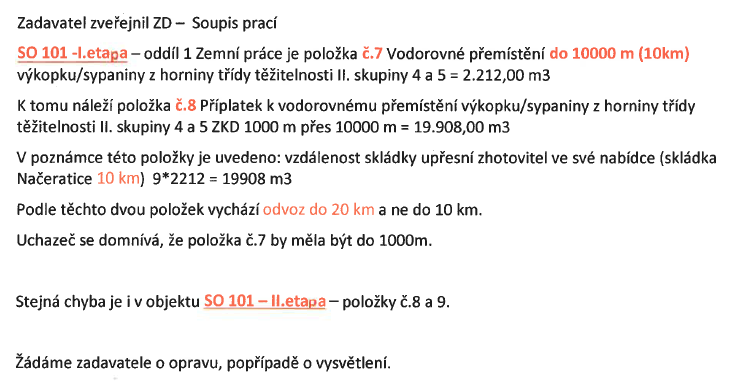 Zadavatel zveřejnil ZD – Soupis prací
SO 101 -I.etapa – oddíl 1 Zemní práce je položka č.7 Vodorovné přemístění do 10000 m (10km)
výkopku/sypaniny z horniny třídy těžitelnosti II. skupiny 4 a 5 = 2.212,00 m3
K tomu náleží položka č.8 Příplatek k vodorovnému přemístění výkopku/sypaniny z horniny třídy
těžitelnosti II. skupiny 4 a 5 ZKD 1000 m přes 10000 m = 19.908,00 m3
V poznámce této položky je uvedeno: vzdálenost skládky upřesní zhotovitel ve své nabídce (skládka
Načeratice 10 km) 9*2212 = 19908 m3
Podle těchto dvou položek vychází odvoz do 20 km a ne do 10 km.
Uchazeč se domnívá, že položka č.7 by měla být do 1000m.
Stejná chyba je i v objektu SO 101 – II.etapa – položky č.8 a 9.
Žádáme zadavatele o opravu, popřípadě o vysvětlení.